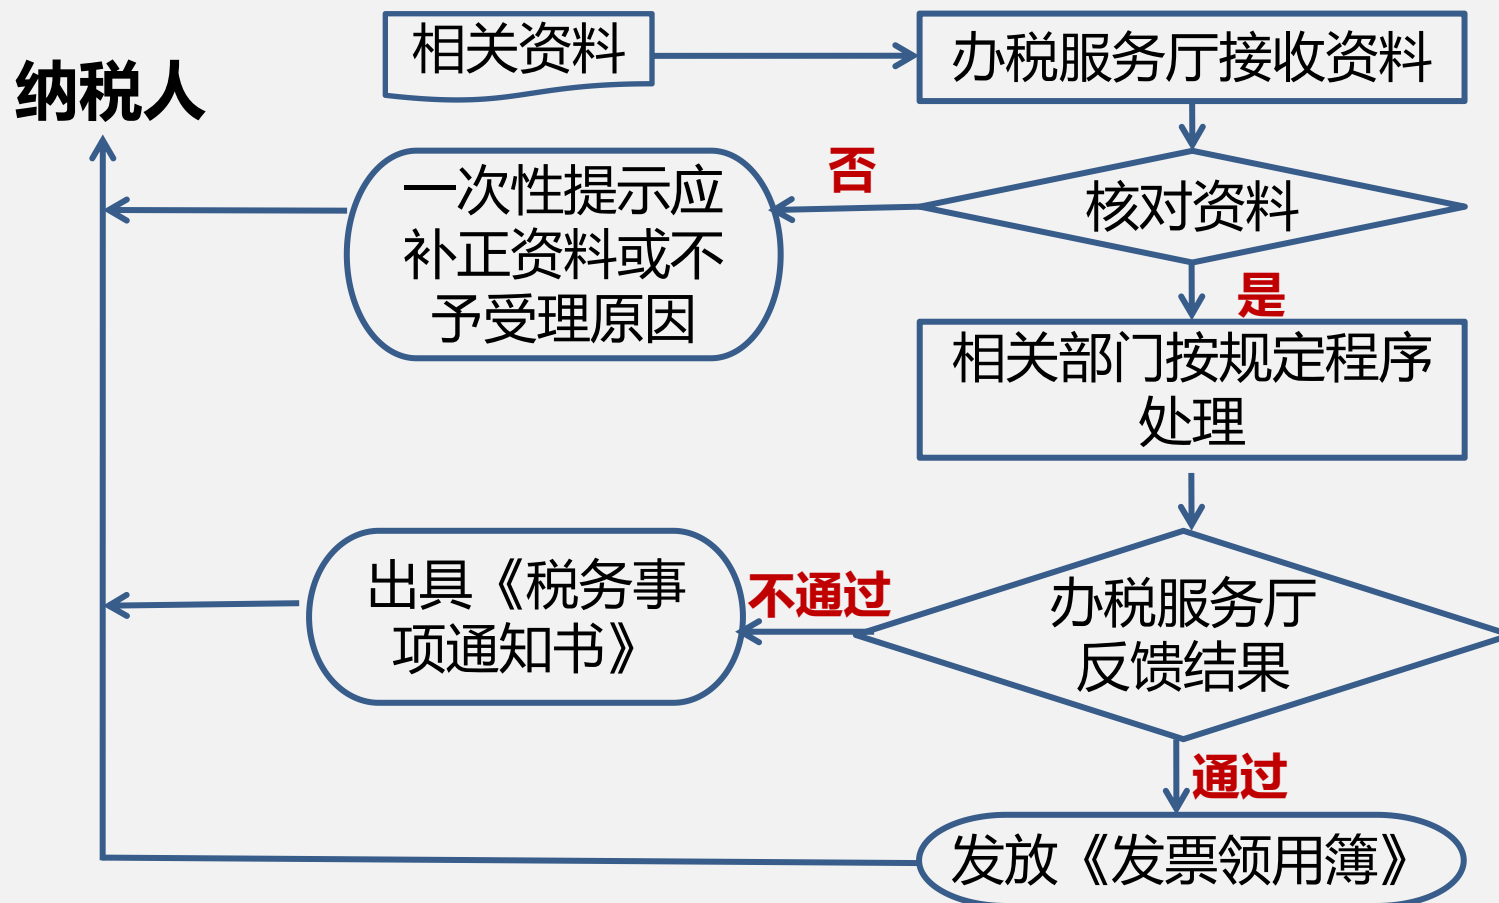 相关资料
办税服务厅接收资料
纳税人
否
一次性提示应
补正资料或不
予受理原因
核对资料
是
相关部门按规定程序
处理
出具《税务事
项通知书》
不通过
办税服务厅
反馈结果
通过
发放《发票领用簿》